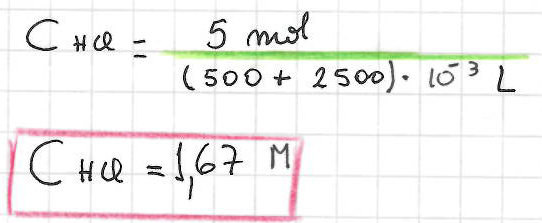 C HCl = 5 mol
(500 + 2500) · 10⁻³ L
C HCl = 1,67 M